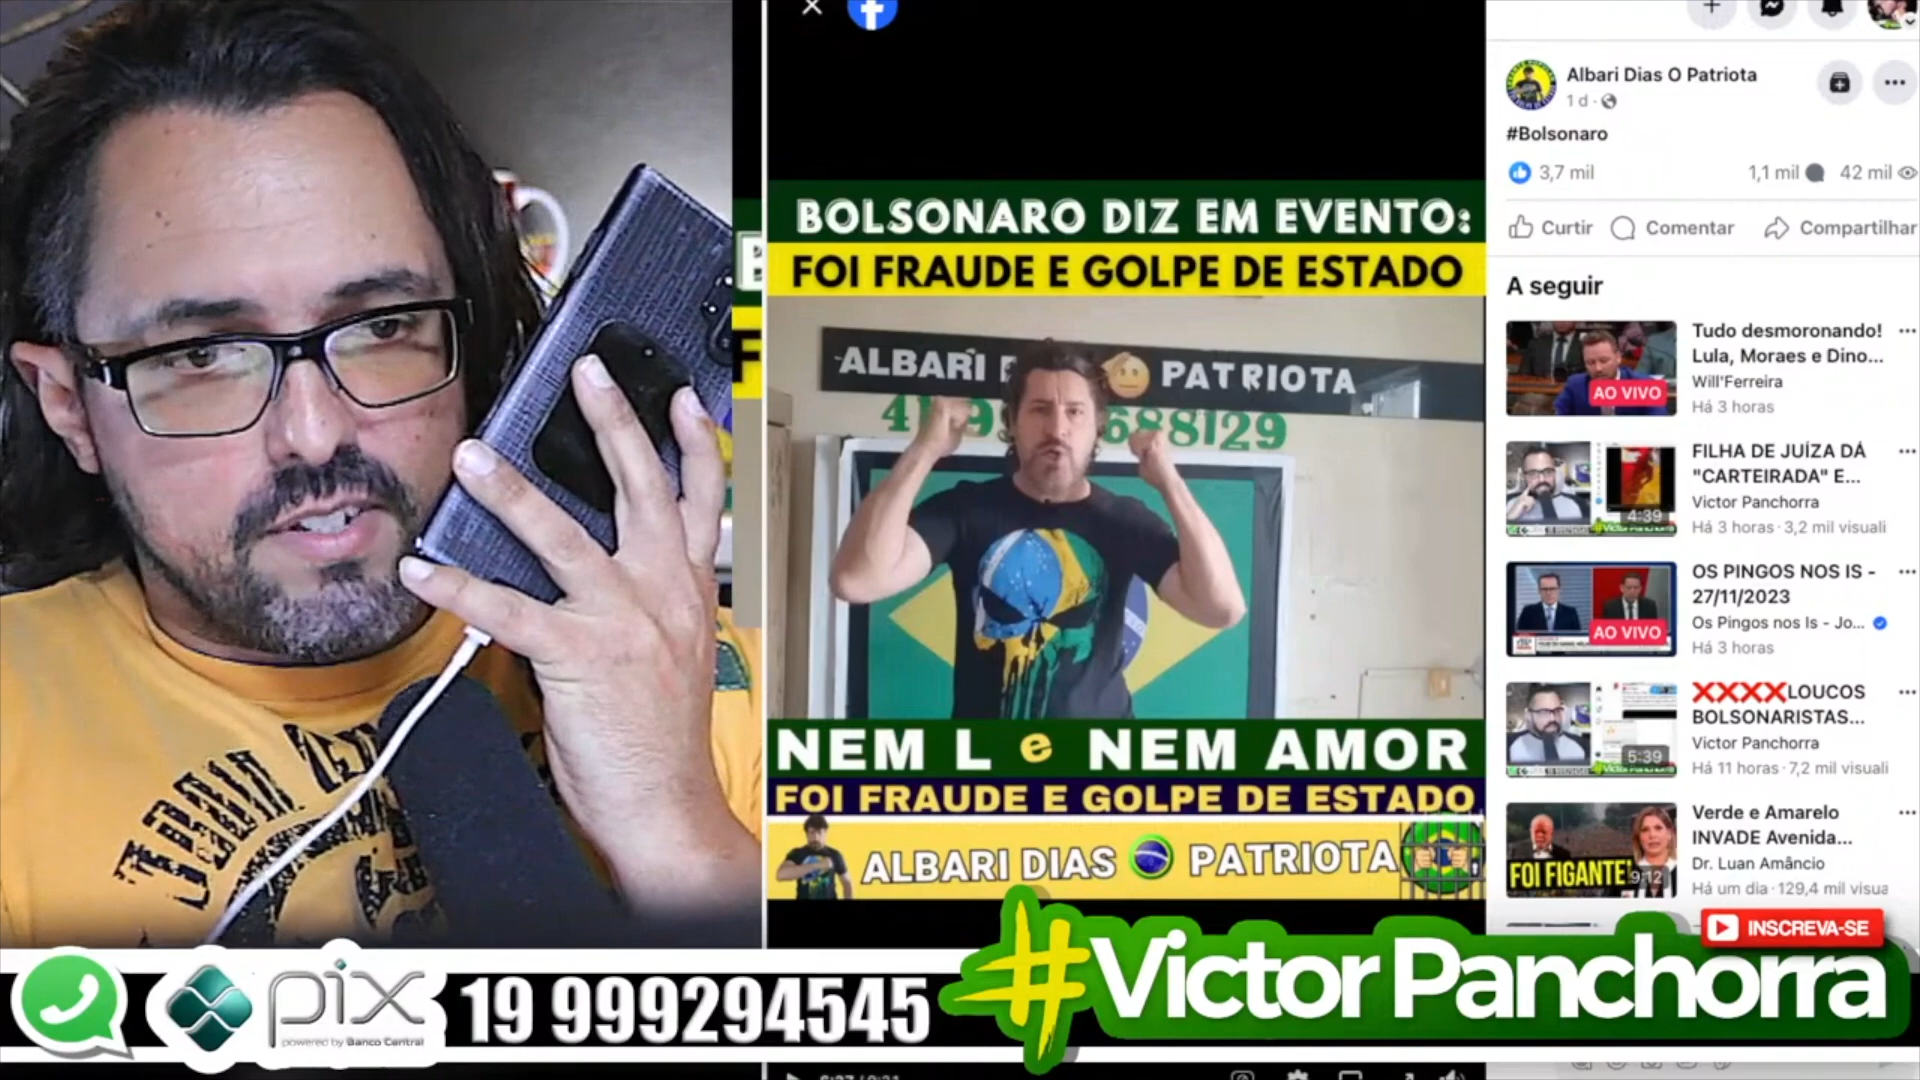 BOLSONARO DIZ EM EVENTO:
FOI FRAUDE E GOLPE DE ESTADO
ALBARI
PATRIOTA
688129
NEM L e NEM AMOR
FOI FRAUDE E GOLPE DE ESTADO
ALBARI DIAS PATRIOTA
Albari Dias O Patriota
1 d
#Bolsonaro
3,7 mil
1,1 mil
42 mil
Curtir
Comentar
Compartilhar
A seguir
Tudo desmoronando!
Lula, Moraes e Dino...
Will'Ferreira
Há 3 horas
AO VIVO
FILHA DE JUÍZA DÁ
"CARTEIRADA" E...
Victor Panchorra
Há 3 horas · 3,2 mil visuali
4:39
OS PINGOS NOS IS -
27/11/2023
Os Pingos nos Is - Jo...
Há 3 horas
AO VIVO
❌❌❌❌LOUCOS
BOLSONARISTAS...
Victor Panchorra
Há 11 horas · 7,2 mil visuali
5:39
Verde e Amarelo
INVADE Avenida...
Dr. Luan Amâncio
Há um dia · 129,4 mil visua
FOI FIGANTE!
9:12
INSCREVA-SE
pix
powered by Banco Central
19 999294545
#Victor Panchorra